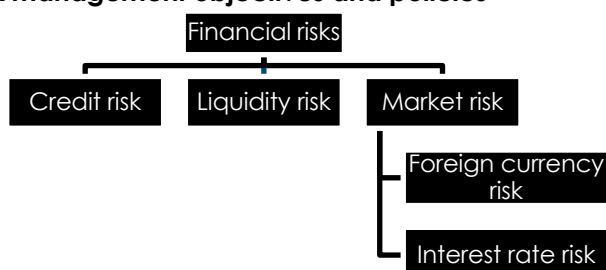 management objectives and policies
Financial risks
Credit risk
Liquidity risk
Market risk
Foreign currency
risk
Interest rate risk